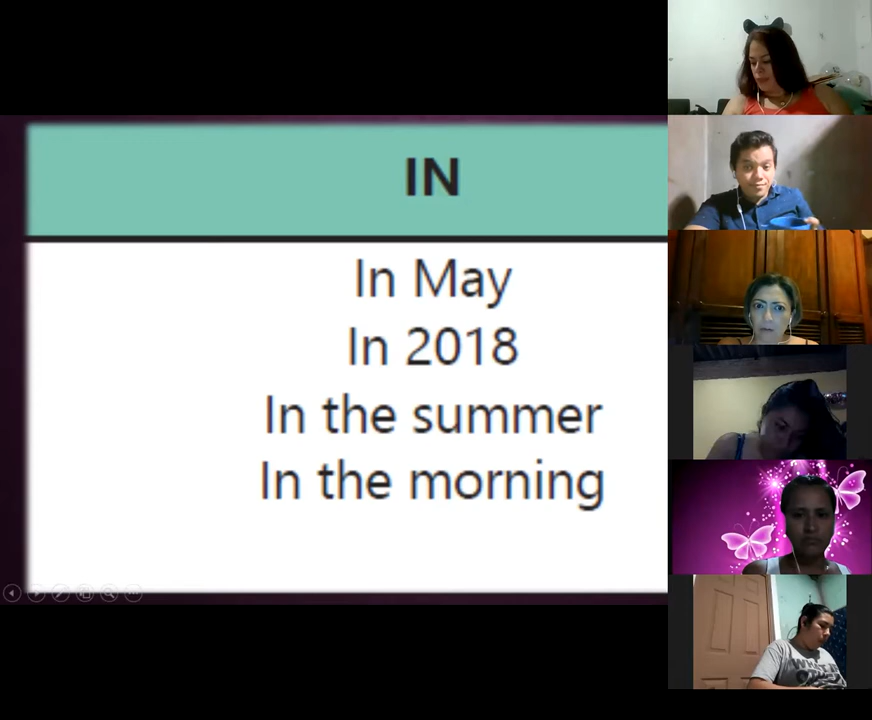 IN
In May
In 2018
In the summer
In the morning